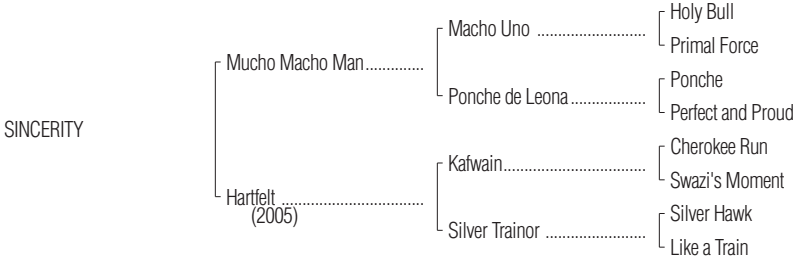 Holy Bull
Macho Uno ..........................
Primal Force
Mucho Macho Man..............
Ponche
Ponche de Leona..................
Perfect and Proud
SINCERITY
Cherokee Run
Kafwain..................................
Swazi's Moment
Hartfelt ..................................
(2005)
Silver Hawk
Silver Trainor ........................
Like a Train